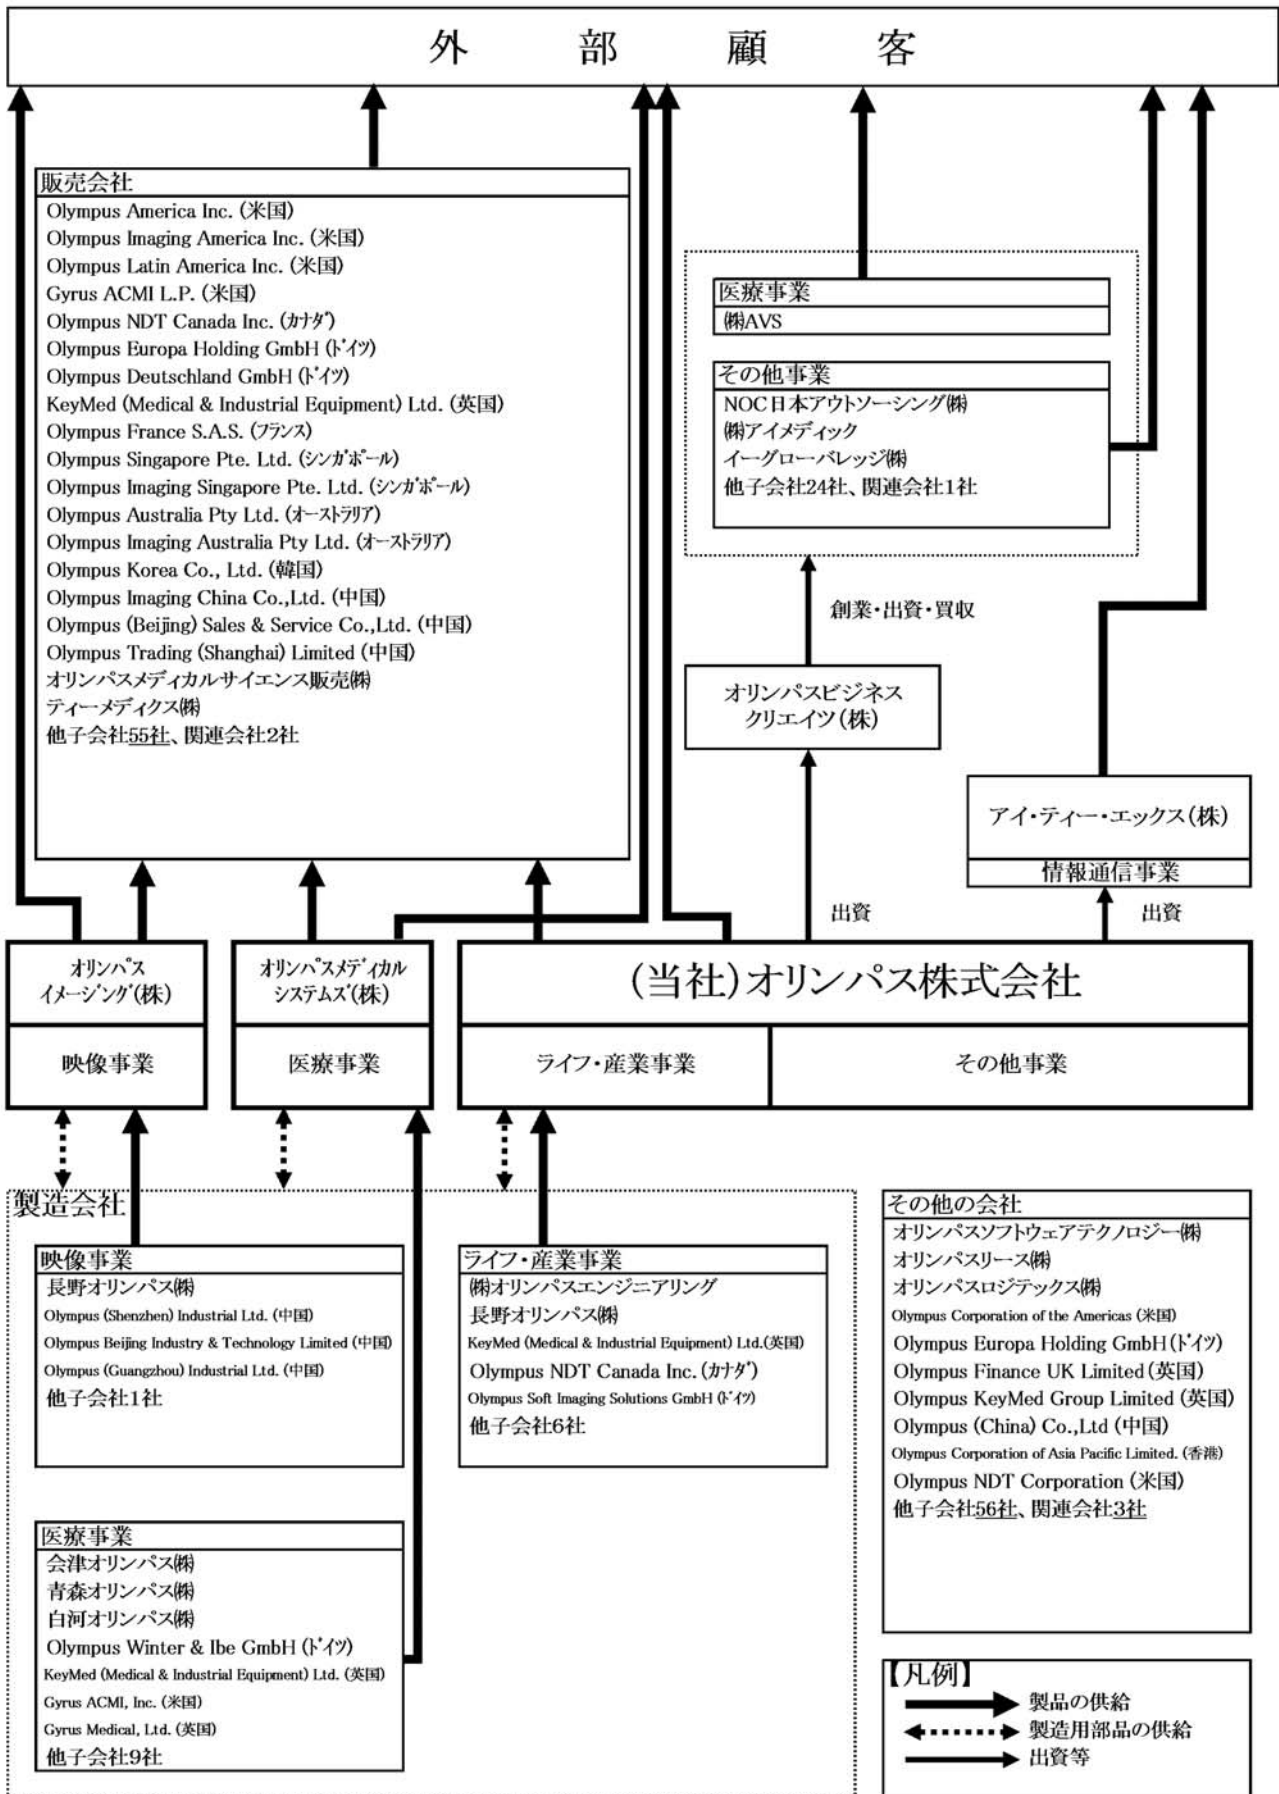 外部顧客
販売会社
Olympus America Inc. (米国)
Olympus Imaging America Inc. (米国)
Olympus Latin America Inc. (米国)
Gyrus ACMI L.P. (米国)
Olympus NDT Canada Inc. (カナダ)
Olympus Europa Holding GmbH (ドイツ)
Olympus Deutschland GmbH (ドイツ)
KeyMed (Medical & Industrial Equipment) Ltd. (英国)
Olympus France S.A.S. (フランス)
Olympus Singapore Pte. Ltd. (シンガポール)
Olympus Imaging Singapore Pte. Ltd. (シンガポール)
Olympus Australia Pty Ltd. (オーストラリア)
Olympus Imaging Australia Pty Ltd. (オーストラリア)
Olympus Korea Co., Ltd. (韓国)
Olympus Imaging China Co.,Ltd. (中国)
Olympus (Beijing) Sales & Service Co.,Ltd. (中国)
Olympus Trading (Shanghai) Limited (中国)
オリンパスメディカルサイエンス販売㈱
ティーメディクス㈱
他子会社55社、関連会社2社
医療事業
㈱AVS
その他事業
NOC日本アウトソーシング㈱
㈱アイメディック
イーグローバレッジ㈱
他子会社24社、関連会社1社
創業・出資・買収
オリンパスビジネス
クリエイツ(株)
アイ・ティー・エックス(株)
情報通信事業
出資
出資
オリンパス
イメージング(株)
映像事業
オリンパスメディカル
システムズ(株)
医療事業
(当社)オリンパス株式会社
ライフ・産業事業
その他事業
製造会社
映像事業
長野オリンパス㈱
Olympus (Shenzhen) Industrial Ltd. (中国)
Olympus Beijing Industry & Technology Limited (中国)
Olympus (Guangzhou) Industrial Ltd. (中国)
他子会社1社
ライフ・産業事業
㈱オリンパスエンジニアリング
長野オリンパス㈱
KeyMed (Medical & Industrial Equipment) Ltd.(英国)
Olympus NDT Canada Inc. (カナダ)
Olympus Soft Imaging Solutions GmbH (ドイツ)
他子会社6社
医療事業
会津オリンパス㈱
青森オリンパス㈱
白河オリンパス㈱
Olympus Winter & Ibe GmbH (ドイツ)
KeyMed (Medical & Industrial Equipment) Ltd. (英国)
Gyrus ACMI, Inc. (米国)
Gyrus Medical, Ltd. (英国)
他子会社9社
その他の会社
オリンパスソフトウェアテクノロジー㈱
オリンパスリース㈱
オリンパスロジテックス㈱
Olympus Corporation of the Americas (米国)
Olympus Europa Holding GmbH (ドイツ)
Olympus Finance UK Limited (英国)
Olympus KeyMed Group Limited (英国)
Olympus (China) Co.,Ltd (中国)
Olympus Corporation of Asia Pacific Limited. (香港)
Olympus NDT Corporation (米国)
他子会社56社、関連会社3社
【凡例】
製品の供給
製造用部品の供給
出資等